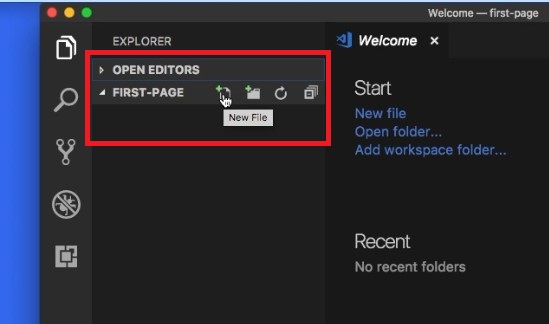 Welcome — first-page
EXPLORER
OPEN EDITORS
FIRST-PAGE
New File
Welcome
Start
New file
Open folder...
Add workspace folder...
Recent
No recent folders